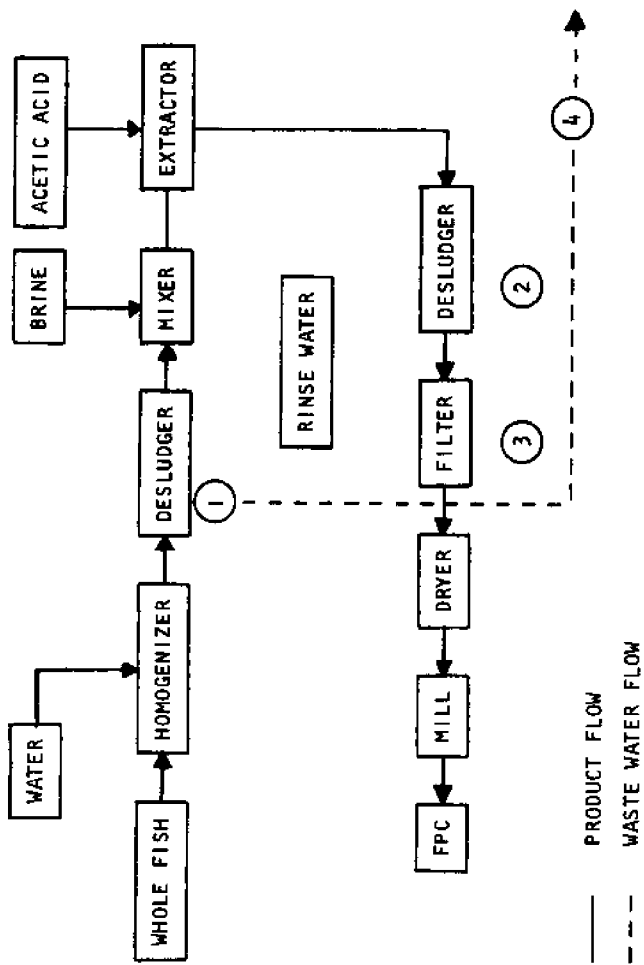 WATER
BRINE
ACETIC ACID
WHOLE FISH
HOMOGENIZER
DESLUDGER
MIXER
EXTRACTOR
1
RINSE WATER
FPC
MILL
DRYER
FILTER
DESLUDGER
3
2
4
PRODUCT FLOW
WASTE WATER FLOW